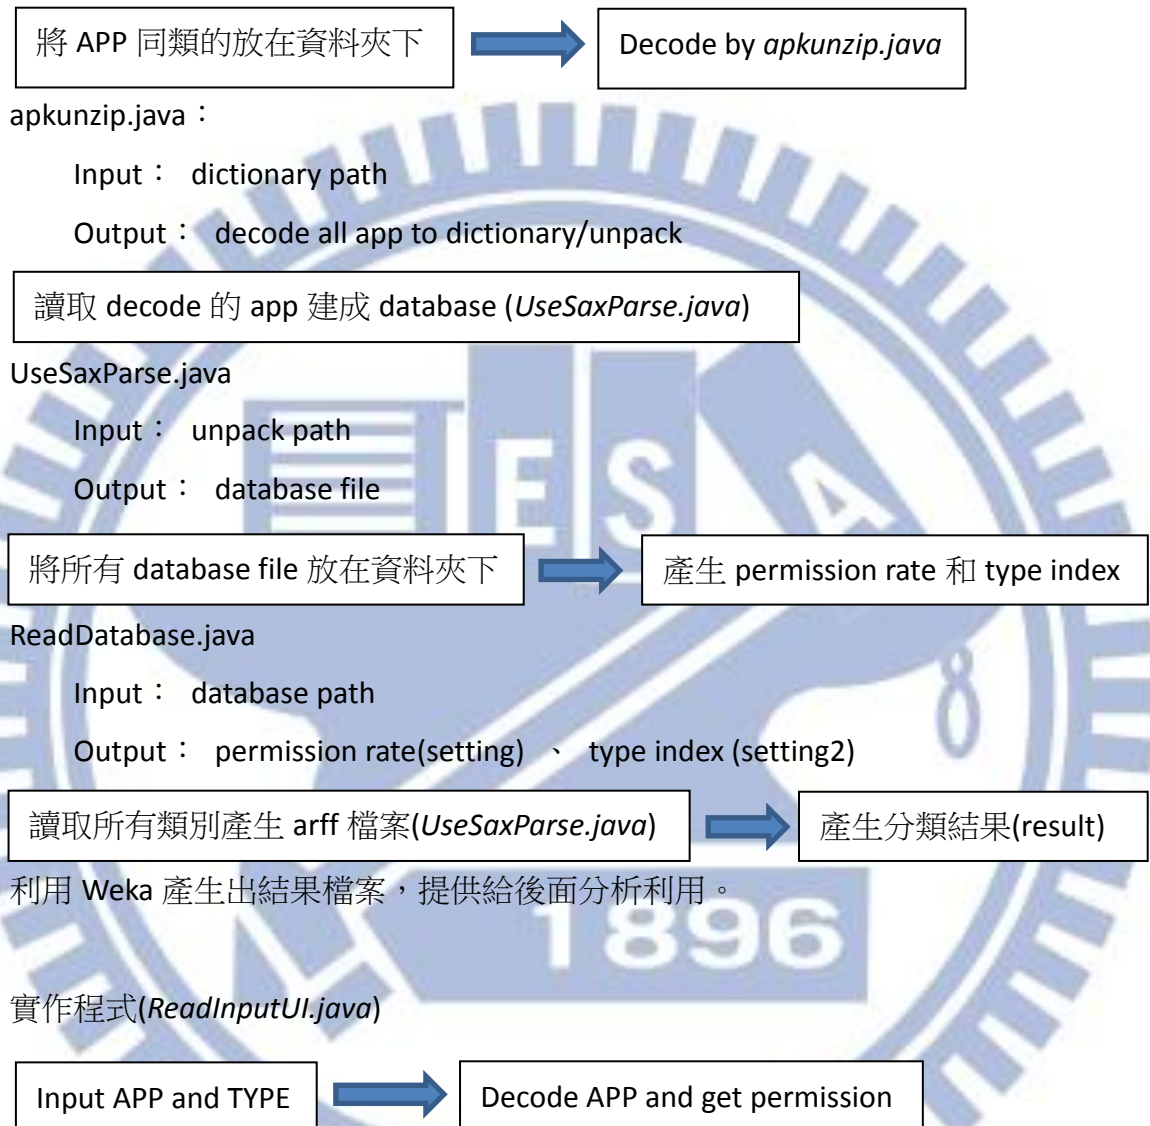 將 APP 同類的放在資料夾下 Decode by apkunzip.java
apkunzip.java：
Input： dictionary path
Output： decode all app to dictionary/unpack
讀取 decode 的 app 建成 database (UseSaxParse.java)
UseSaxParse.java
Input： unpack path
Output： database file
將所有 database file 放在資料夾下 產生 permission rate 和 type index
ReadDatabase.java
Input： database path
Output： permission rate(setting) 、 type index (setting2)
讀取所有類別產生 arff 檔案(UseSaxParse.java) 產生分類結果(result)
利用 Weka 產生出結果檔案，提供給後面分析利用。
實作程式(ReadInputUI.java)
Input APP and TYPE Decode APP and get permission
E S A
8
1896